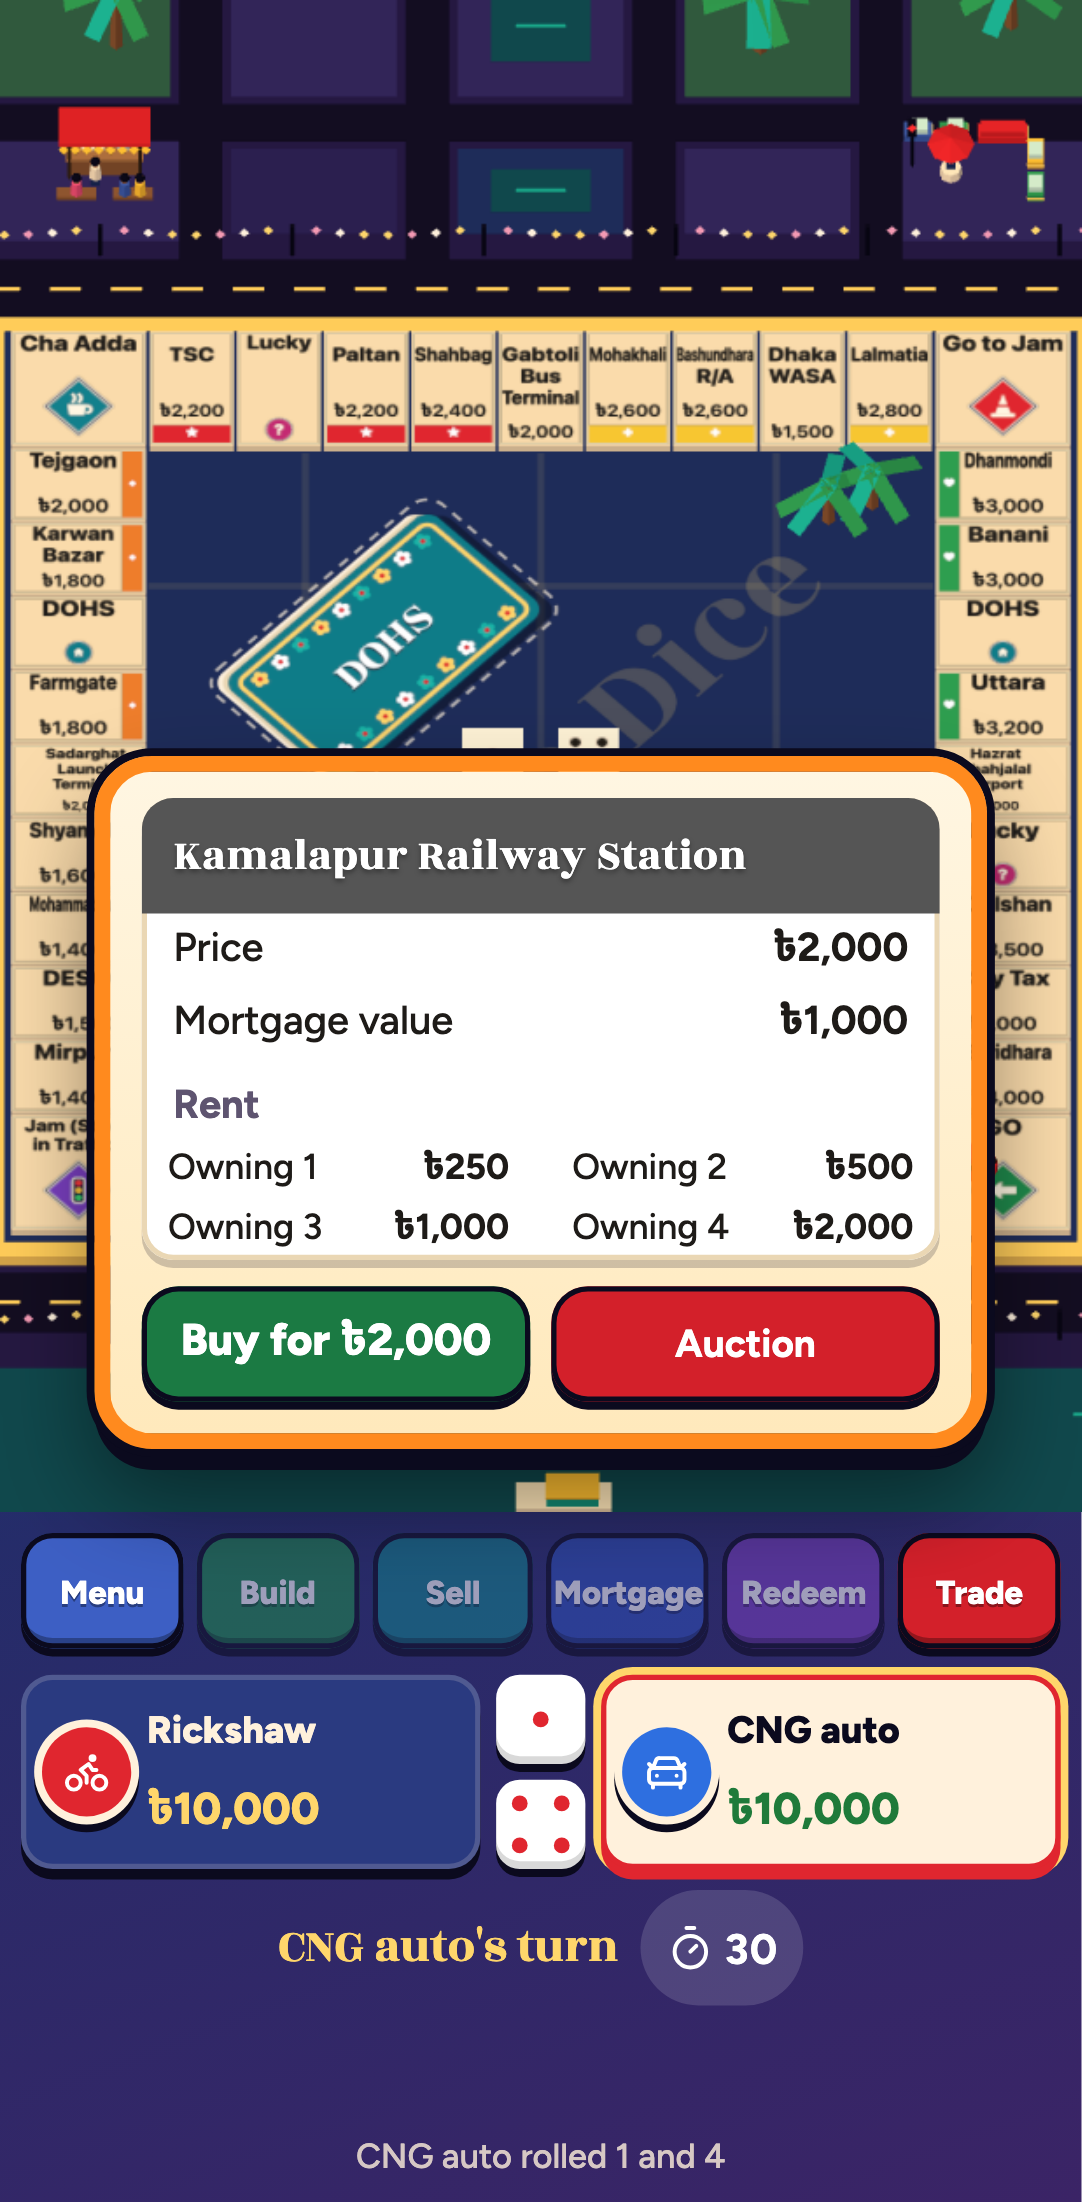 Cha Adda
TSC
৳2,200
Lucky
?
Paltan
৳2,200
Shahbag
৳2,400
Gabtoli
Bus
Terminal
৳2,000
Mohakhali
৳2,600
Bashundhara
R/A
৳2,600
Dhaka
WASA
৳1,500
Lalmatia
৳2,800
Go to Jam
Tejgaon
৳2,000
Karwan
Bazar
৳1,800
DOHS
Farmgate
৳1,800
Sadarghat
Dhanmondi
৳3,000
Banani
৳3,000
DOHS
Uttara
৳3,200
Hazrat
DOHS
Dice
Kamalapur Railway Station
Price ৳2,000
Mortgage value ৳1,000
Rent
Owning 1 ৳250 Owning 2 ৳500
Owning 3 ৳1,000 Owning 4 ৳2,000
Buy for ৳2,000
Auction
Menu
Build
Sell
Mortgage
Redeem
Trade
Rickshaw
৳10,000
CNG auto
৳10,000
CNG auto's turn
30
CNG auto rolled 1 and 4